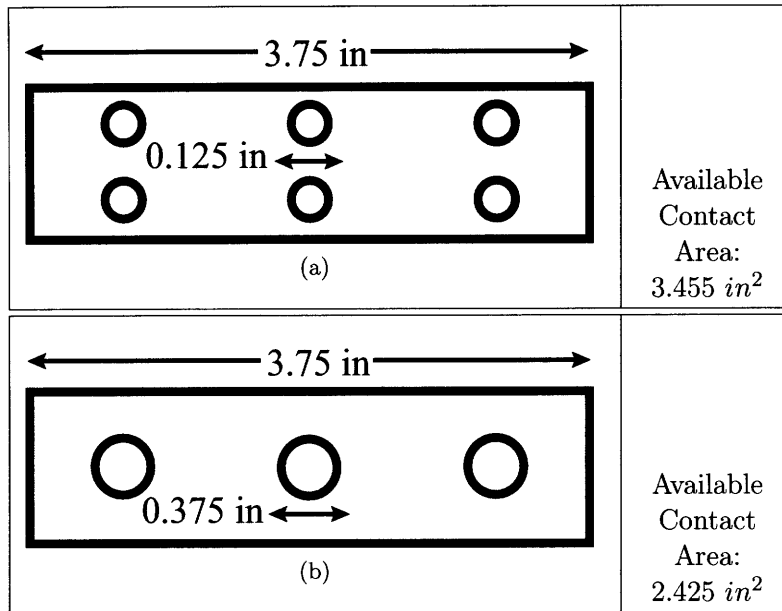 3.75 in
0.125 in
(a)
Available
Contact
Area:
3.455 in²
3.75 in
0.375 in
(b)
Available
Contact
Area:
2.425 in²